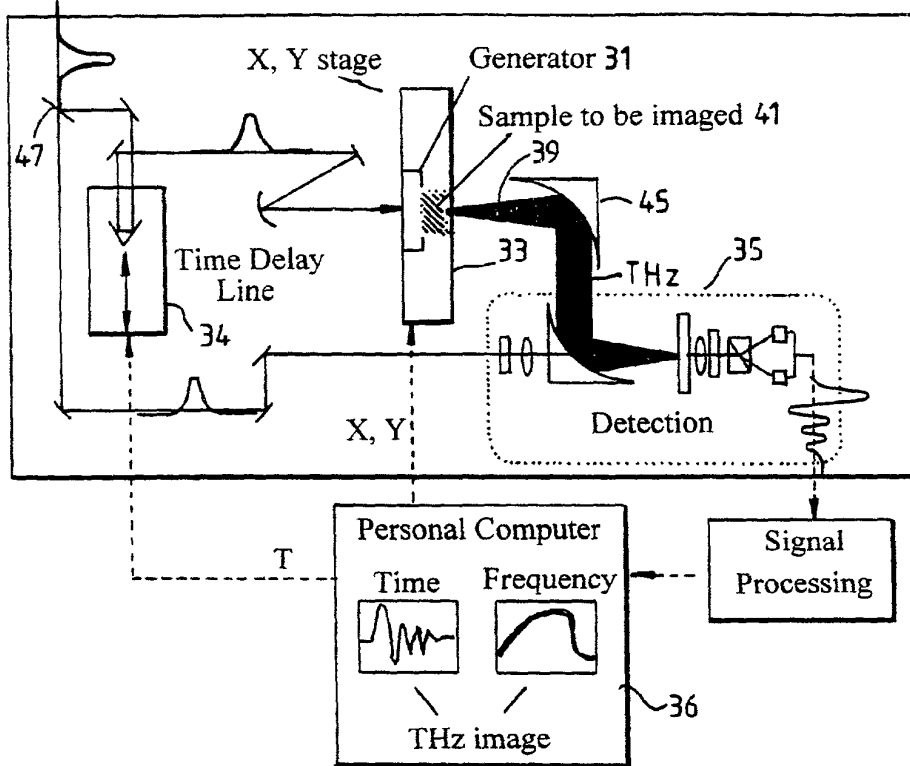 X, Y stage
Generator 31
Sample to be imaged 41
47
39
45
Time Delay
Line
33
THz
35
34
X, Y
Detection
T
Personal Computer
Time
Frequency
THz image
36
Signal
Processing